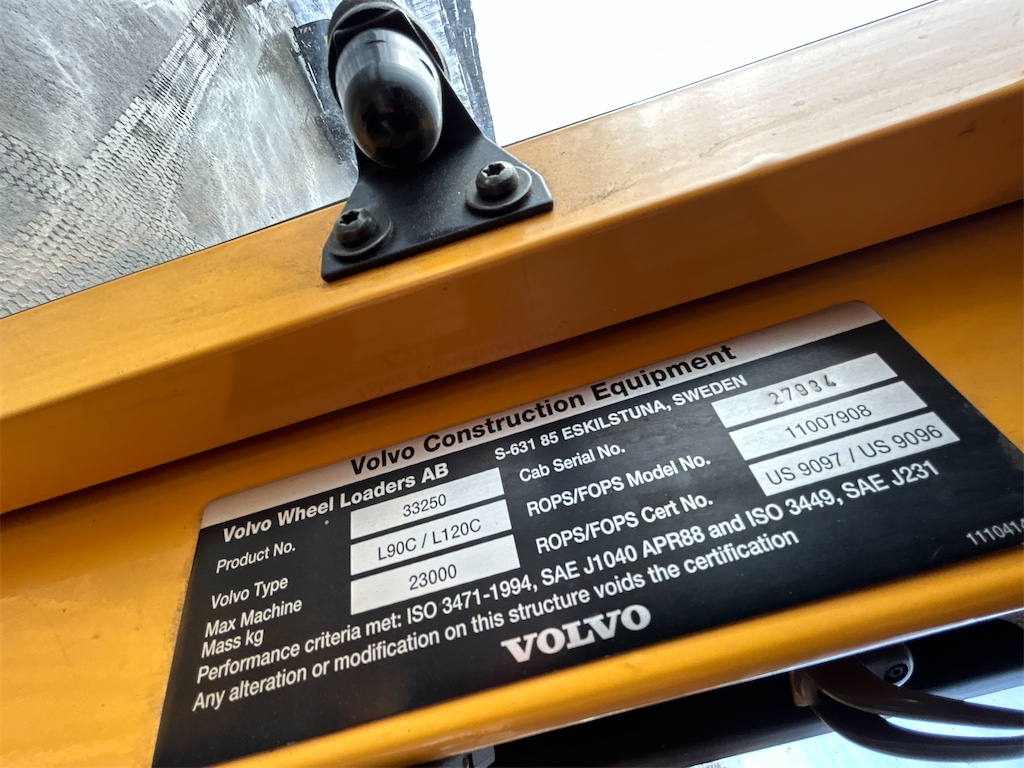 Volvo Construction Equipment
Volvo Wheel Loaders AB S-631 85 ESKILSTUNA, SWEDEN
Product No. 33250 Cab Serial No. 27934
Volvo Type L90C / L120C ROPS/FOPS Model No. 11007908
Max Machine Mass kg 23000 ROPS/FOPS Cert No. US 9097 / US 9096
Performance criteria met: ISO 3471-1994, SAE J1040 APR88 and ISO 3449, SAE J231
Any alteration or modification on this structure voids the certification
VOLVO